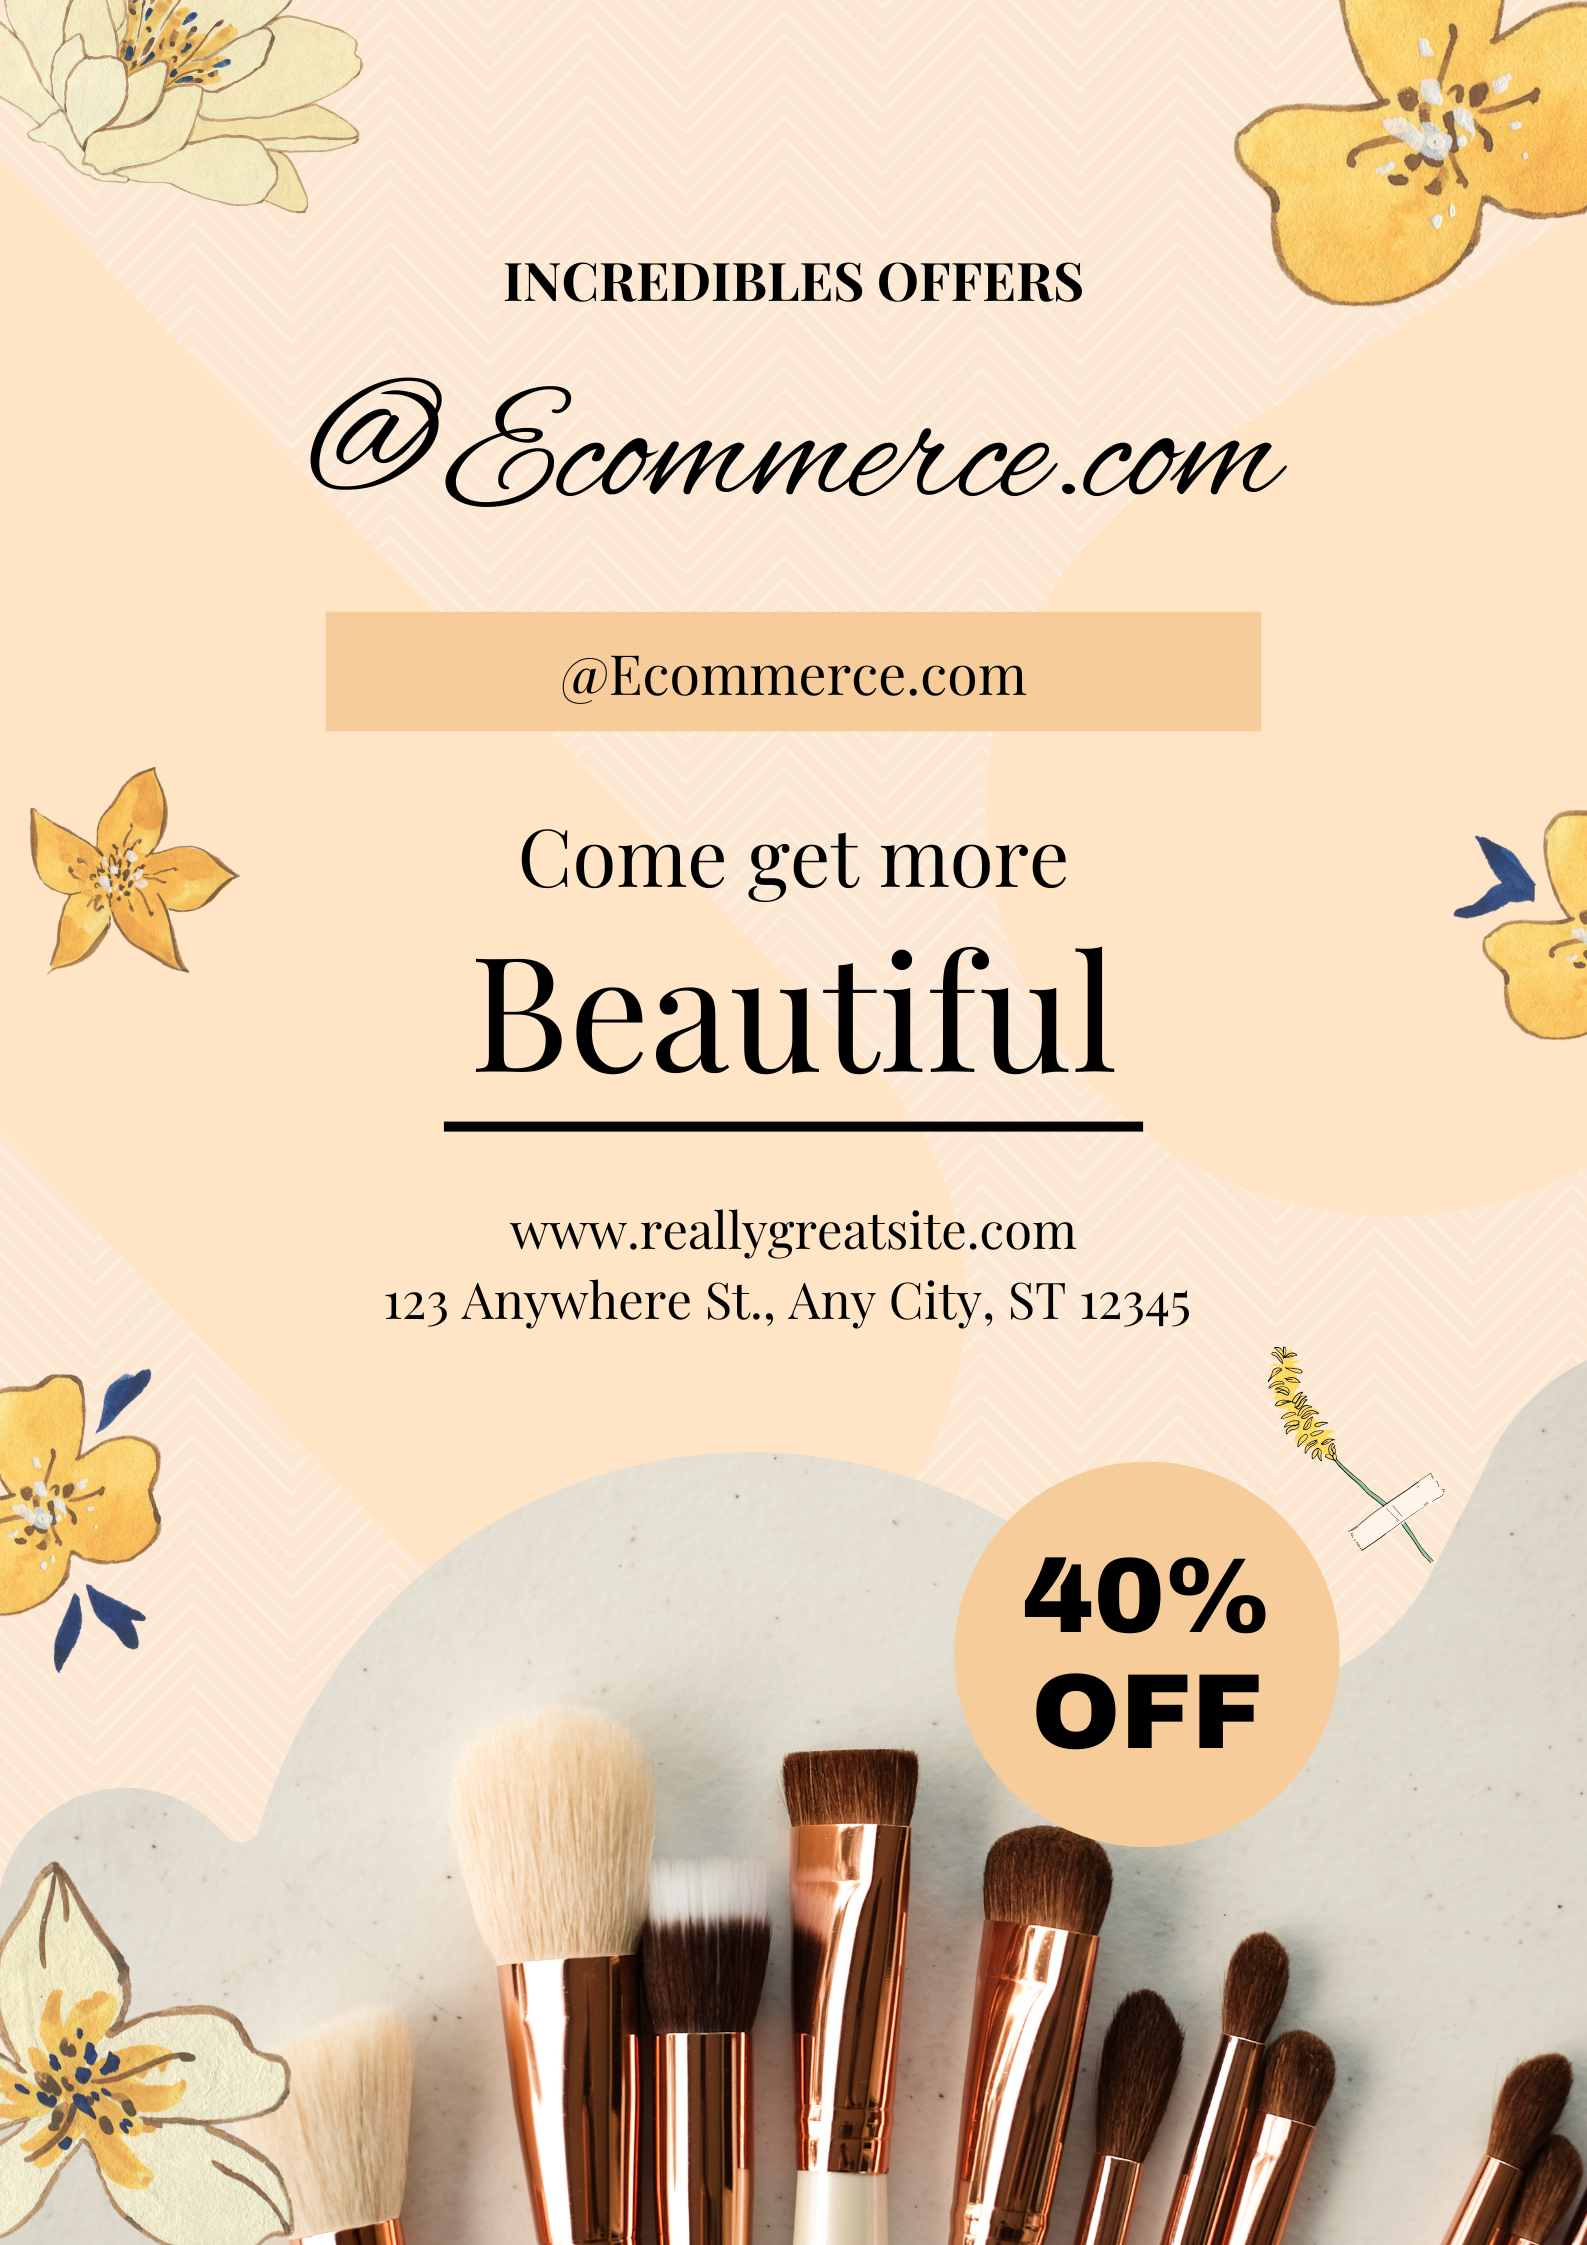 INCREDIBLES OFFERS
@Ecommerce.com
@Ecommerce.com
Come get more
Beautiful
www.reallygreatsite.com
123 Anywhere St., Any City, ST 12345
40%
OFF